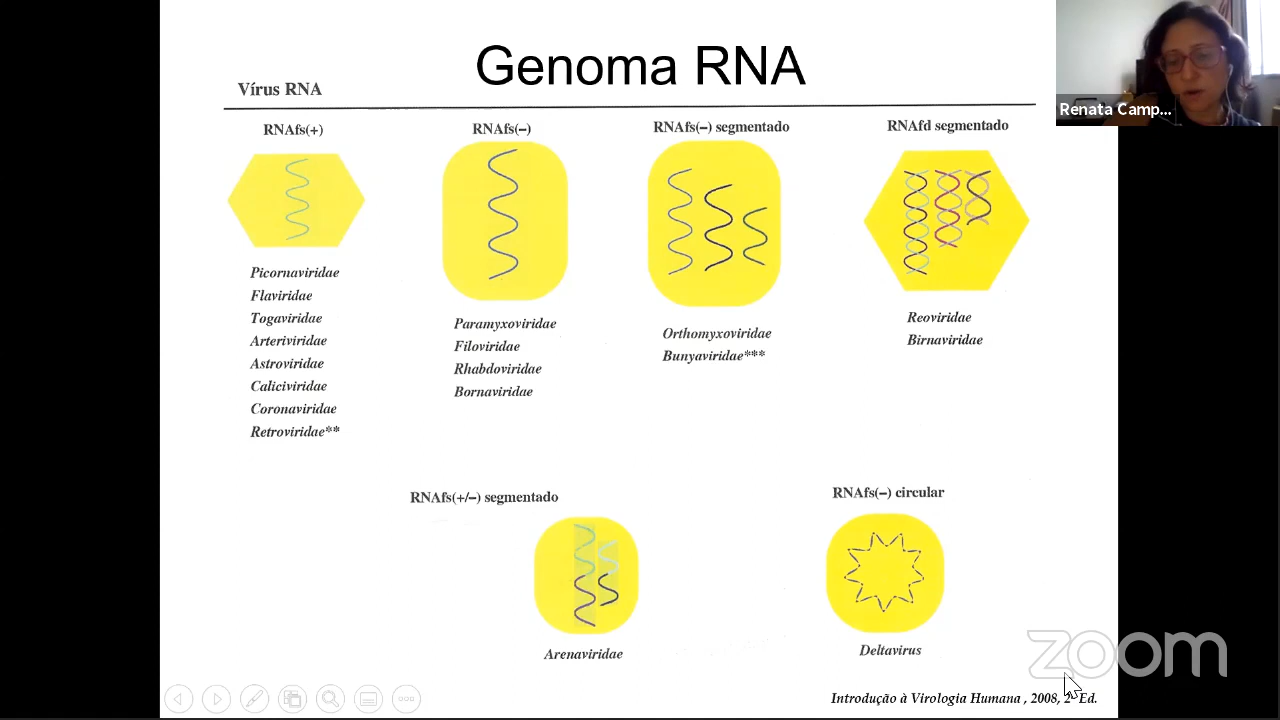 Genoma RNA
Renata Camp...
Vírus RNA
RNAfs(+)
RNAfs(–)
RNAfs(–) segmentado
RNAfd segmentado
Picornaviridae
Flaviridae
Togaviridae
Arteriviridae
Astroviridae
Caliciviridae
Coronaviridae
Retroviridae**
Paramyxoviridae
Filoviridae
Rhabdoviridae
Bornaviridae
Orthomyxoviridae
Bunyaviridae***
Reoviridae
Birnaviridae
RNAfs(+/–) segmentado
RNAfs(–) circular
Arenaviridae
Deltavirus
zoom
Introdução à Virologia Humana , 2008, 2ª Ed.